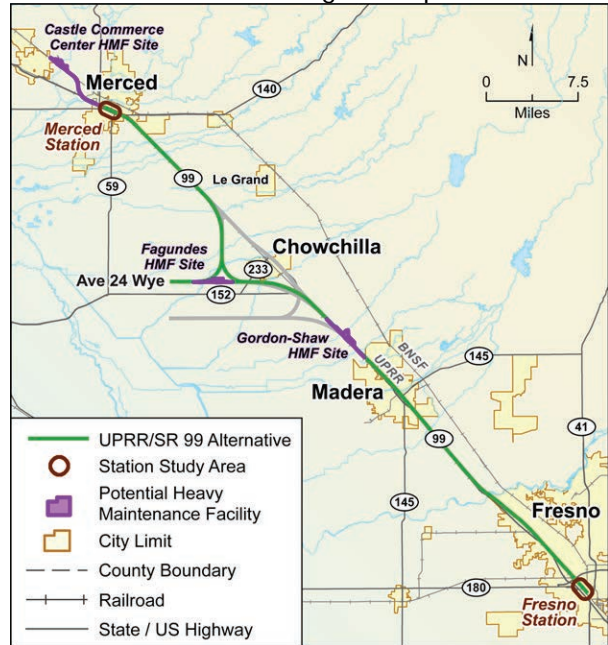 Castle Commerce
Center HMF Site
Merced
N
0 7.5
Miles
140
Merced
Station
59
99
Le Grand
Chowchilla
Fagundes
HMF Site
233
Ave 24 Wye
152
Gordon-Shaw
HMF Site
BNSF
UPRR
145
Madera
99
41
145
Fresno
180
Fresno
Station
UPRR/SR 99 Alternative
Station Study Area
Potential Heavy
Maintenance Facility
City Limit
County Boundary
Railroad
State / US Highway